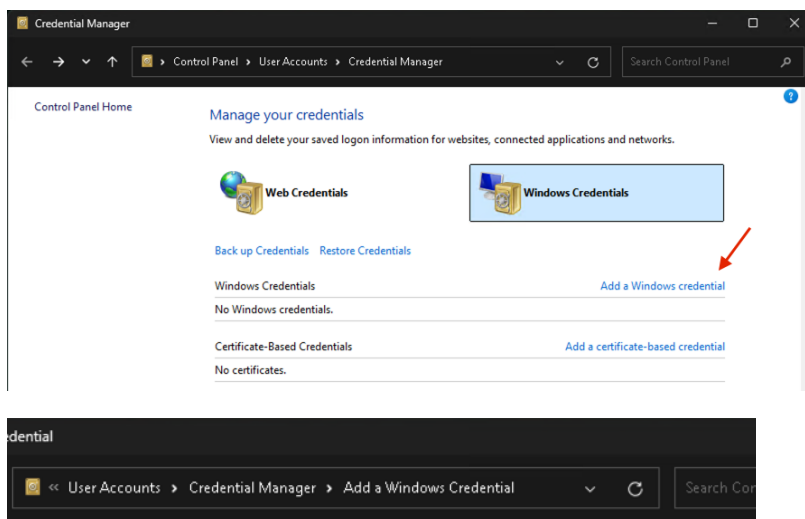 Credential Manager
Control Panel › User Accounts › Credential Manager
Search Control Panel
Control Panel Home
Manage your credentials
View and delete your saved logon information for websites, connected applications and networks.
Web Credentials
Windows Credentials
Back up Credentials Restore Credentials
Windows Credentials Add a Windows credential
No Windows credentials.
Certificate-Based Credentials Add a certificate-based credential
No certificates.
edential
« User Accounts › Credential Manager › Add a Windows Credential
Search Con